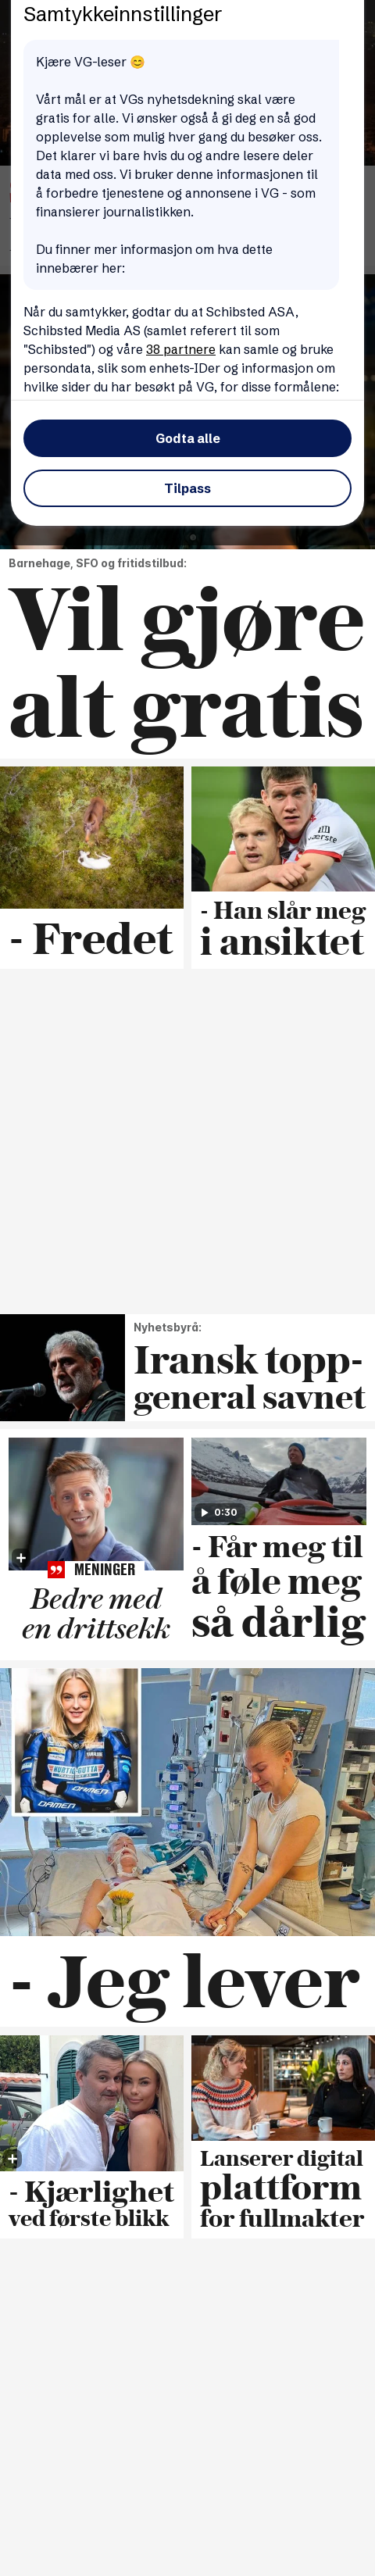 Samtykkeinnstillinger
Kjære VG-leser 😊
Vårt mål er at VGs nyhetsdekning skal være
gratis for alle. Vi ønsker også å gi deg en så god
opplevelse som mulig hver gang du besøker oss.
Det klarer vi bare hvis du og andre lesere deler
data med oss. Vi bruker denne informasjonen til
å forbedre tjenestene og annonsene i VG - som
finansierer journalistikken.
Du finner mer informasjon om hva dette
innebærer her:
Når du samtykker, godtar du at Schibsted ASA,
Schibsted Media AS (samlet referert til som
"Schibsted") og våre 38 partnere kan samle og bruke
persondata, slik som enhets-IDer og informasjon om
hvilke sider du har besøkt på VG, for disse formålene:
Godta alle
Tilpass
Barnehage, SFO og fritidstilbud:
Vil gjøre
alt gratis
- Fredet
- Han slår meg
i ansiktet
Nyhetsbyrå:
Iransk topp-
general savnet
MENINGER
Bedre med
en drittsekk
0:30
- Får meg til
å føle meg
så dårlig
- Jeg lever
- Kjærlighet
ved første blikk
Lanserer digital
plattform
for fullmakter